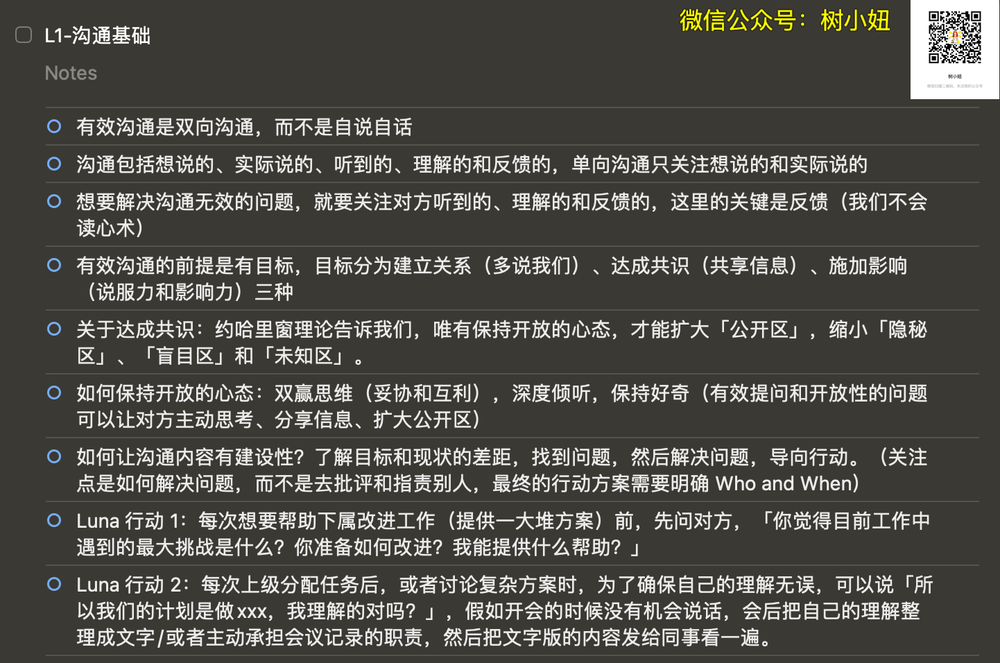 微信公众号：树小妞
L1-沟通基础
树小妞
Notes
有效沟通是双向沟通，而不是自说自话
沟通包括想说的、实际说的、听到的、理解的和反馈的，单向沟通只关注想说的和实际说的
想要解决沟通无效的问题，就要关注对方听到的、理解的和反馈的，这里的关键是反馈（我们不会
读心术）
有效沟通的前提是有目标，目标分为建立关系（多说我们）、达成共识（共享信息）、施加影响
（说服力和影响力）三种
关于达成共识：约哈里窗理论告诉我们，唯有保持开放的心态，才能扩大「公开区」，缩小「隐秘
区」、「盲目区」和「未知区」。
如何保持开放的心态：双赢思维（妥协和互利），深度倾听，保持好奇（有效提问和开放性的问题
可以让对方主动思考、分享信息、扩大公开区）
如何让沟通内容有建设性？了解目标和现状的差距，找到问题，然后解决问题，导向行动。（关注
点是如何解决问题，而不是去批评和指责别人，最终的行动方案需要明确 Who and When）
Luna 行动 1：每次想要帮助下属改进工作（提供一大堆方案）前，先问对方，「你觉得目前工作中
遇到的最大挑战是什么？你准备如何改进？我能提供什么帮助？」
Luna 行动 2：每次上级分配任务后，或者讨论复杂方案时，为了确保自己的理解无误，可以说「所
以我们的计划是做xxx，我理解的对吗？」，假如开会的时候没有机会说话，会后把自己的理解整
理成文字/或者主动承担会议记录的职责，然后把文字版的内容发给同事看一遍。